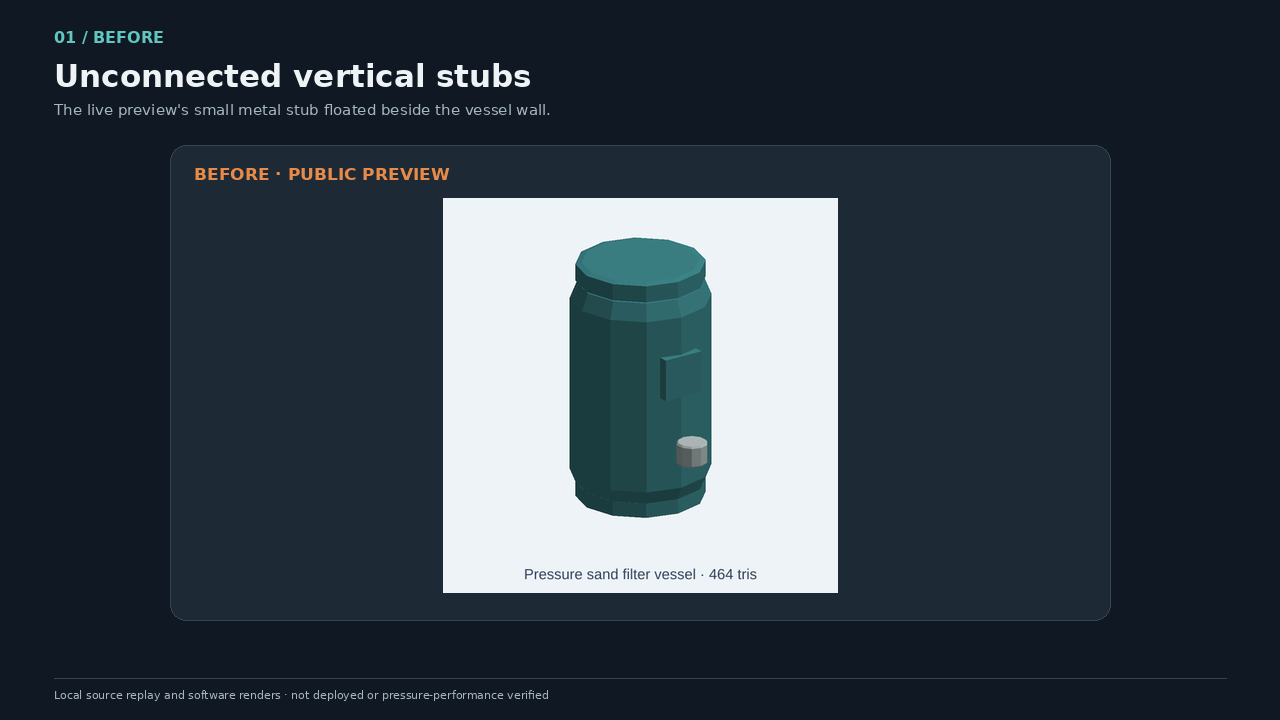 01 / BEFORE
Unconnected vertical stubs
The live preview's small metal stub floated beside the vessel wall.
BEFORE · PUBLIC PREVIEW
Pressure sand filter vessel · 464 tris
Local source replay and software renders · not deployed or pressure-performance verified